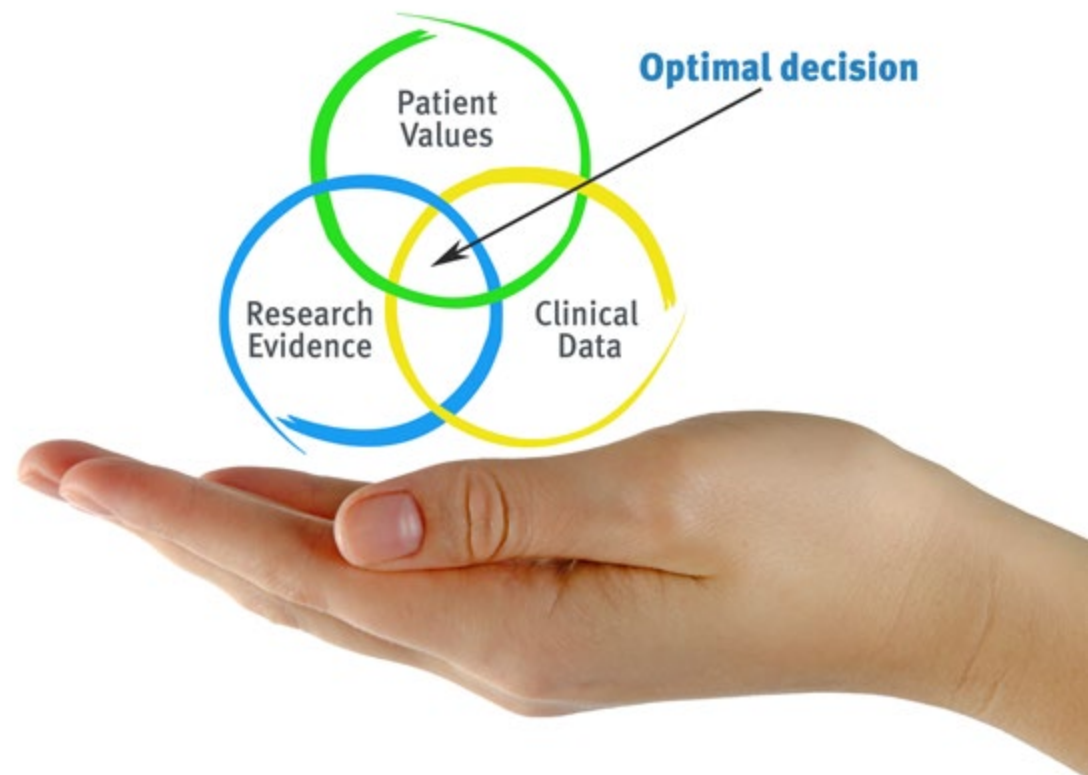 Optimal decision
Patient
Values
Research
Evidence
Clinical
Data